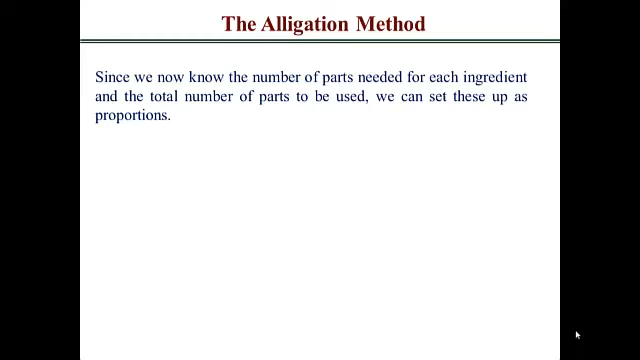 The Alligation Method
Since we now know the number of parts needed for each ingredient
and the total number of parts to be used, we can set these up as
proportions.